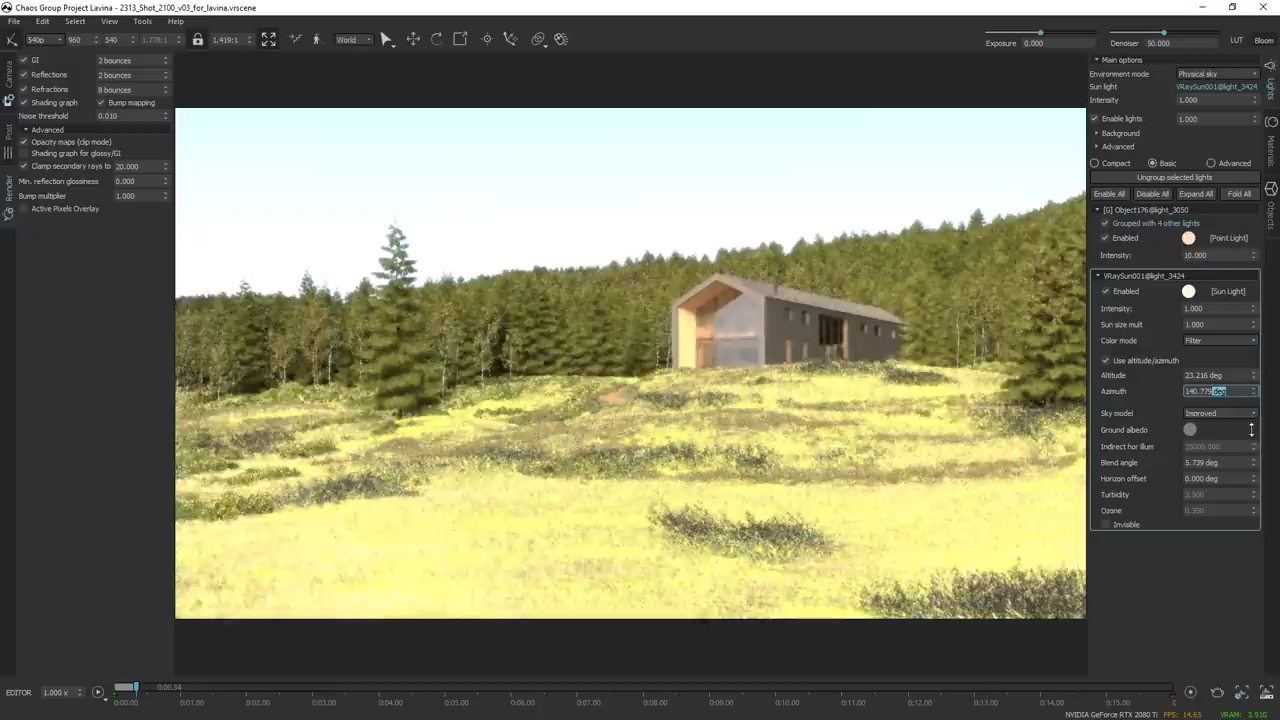 Chaos Group Project Lavina - 2313_Shot_2100_v03_for_lavina.vrscene
File Edit Select View Tools Help
540p 960 540 1.778:1 1.419:1 World Exposure 0.000 Denoiser 50.000 LUT Bloom
Camera
Post
Render
GI 2 bounces
Reflections 2 bounces
Refractions 8 bounces
Shading graph Bump mapping
Noise threshold 0.010
Advanced
Opacity maps (clip mode)
Shading graph for glossy/GI
Clamp secondary rays to 20.000
Min. reflection glossiness 0.000
Bump multiplier 1.000
Active Pixels Overlay
Main options
Environment mode Physical sky
Sun light VRaySun001@light_3424
Intensity 1.000
Enable lights 1.000
Background
Advanced
Compact Basic Advanced
Ungroup selected lights
Enable All Disable All Expand All Fold All
[G] Object176@light_3050
Grouped with 4 other lights
Enabled [Point Light]
Intensity: 10.000
VRaySun001@light_3424
Enabled [Sun Light]
Intensity: 1.000
Sun size mult 1.000
Color mode Filter
Use altitude/azimuth
Altitude 23.216 deg
Azimuth 140.779 deg
Sky model Improved
Ground albedo
Indirect hor illum 25000.000
Blend angle 5.739 deg
Horizon offset 0.000 deg
Turbidity 2.500
Ozone 0.350
Invisible
Lights
Materials
Objects
EDITOR 1.000 x 0:00.34
0:00.00 0:01.00 0:02.00 0:03.00 0:04.00 0:05.00 0:06.00 0:07.00 0:08.00 0:09.00 0:10.00 0:11.00 0:12.00 0:13.00 0:14.00 0:15.00
NVIDIA GeForce RTX 2080 Ti FPS: 14.65 VRAM: 3.91G